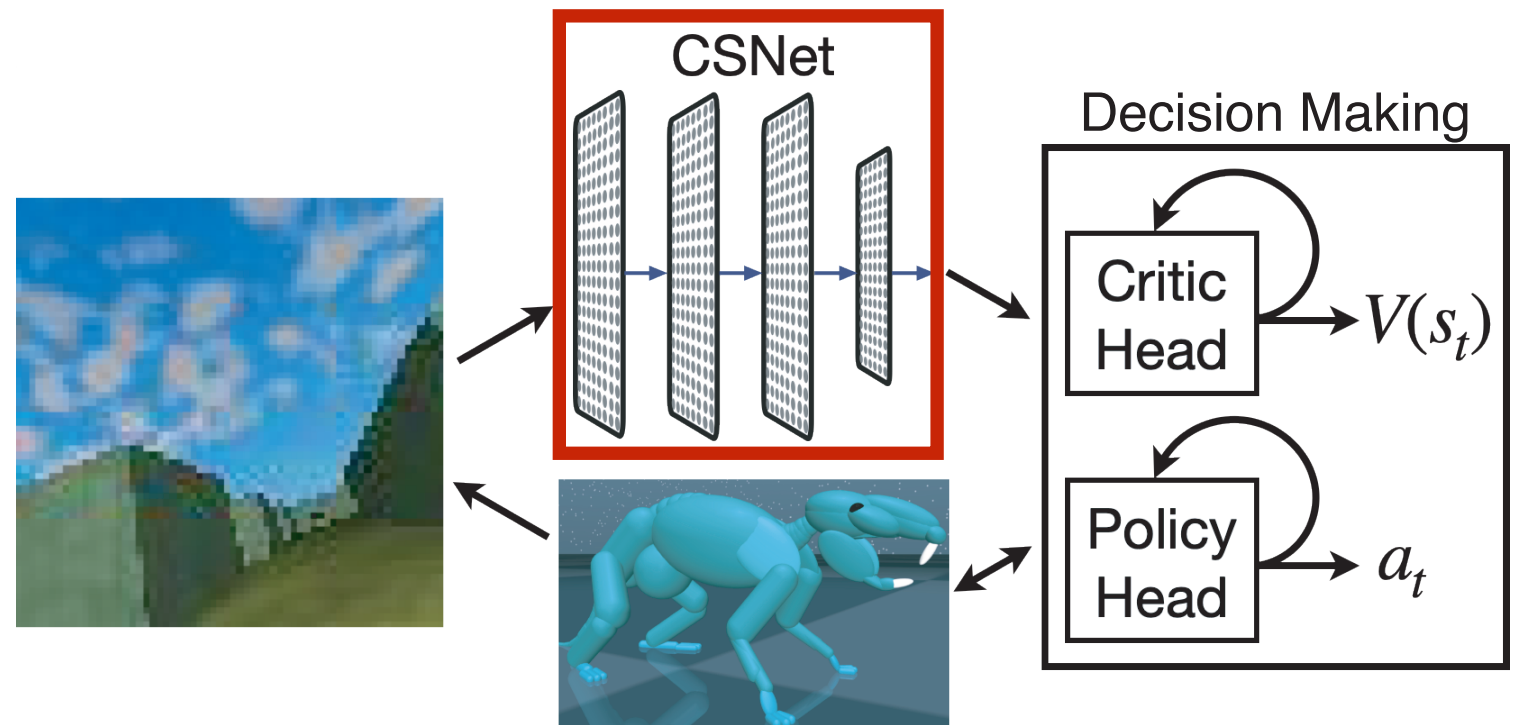 CSNet
Decision Making
Critic
Head
V(s_t)
Policy
Head
a_t